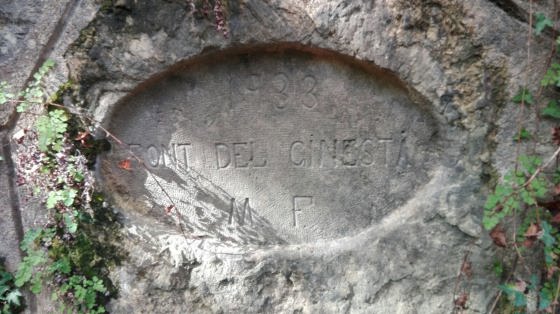 1933
FONT DEL GINESTÀ
M F